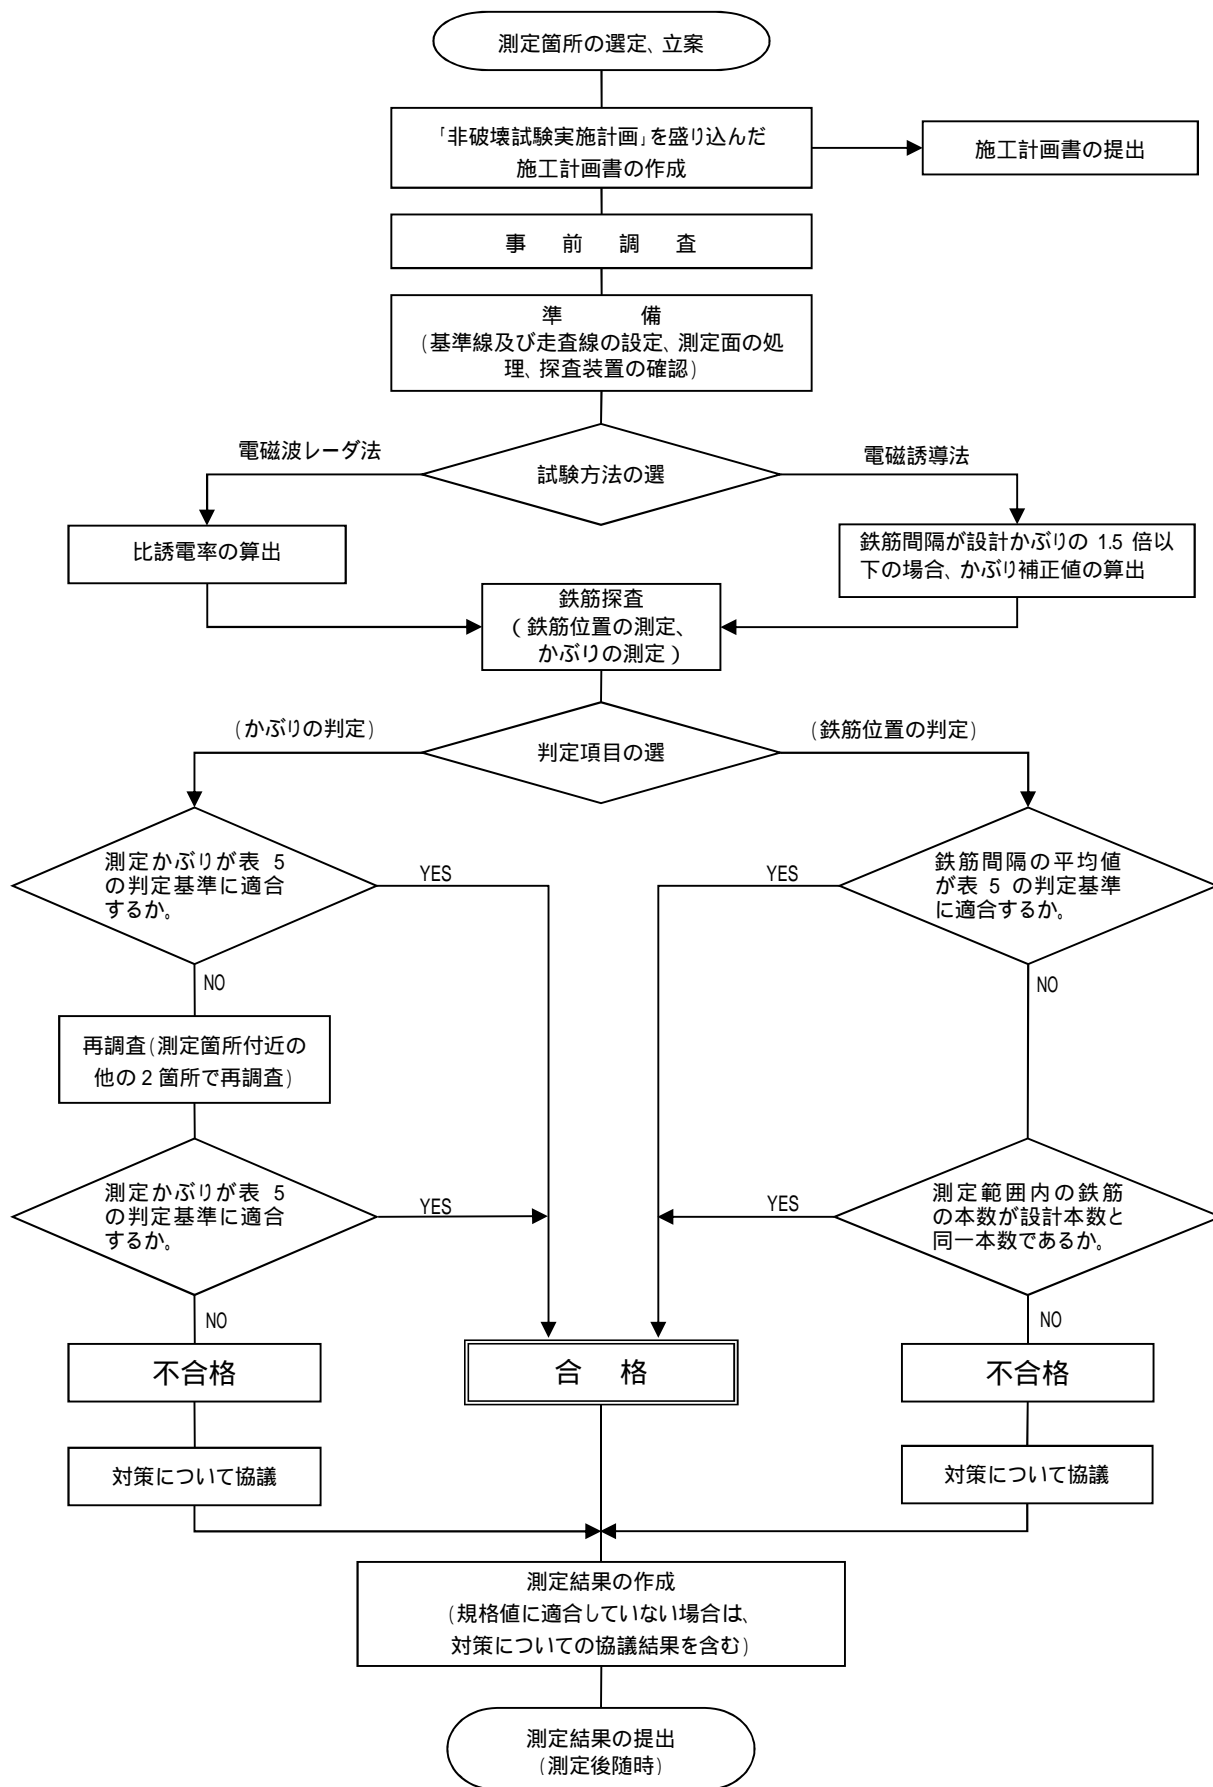 測定箇所の選定、立案
「非破壊試験実施計画」を盛り込んだ
施工計画書の作成
施工計画書の提出
事　前　調　査
準　　　備
(基準線及び走査線の設定、測定面の処
理、探査装置の確認)
電磁波レーダ法
試験方法の選
電磁誘導法
比誘電率の算出
鉄筋間隔が設計かぶりの 1.5 倍以
下の場合、かぶり補正値の算出
鉄筋探査
( 鉄筋位置の測定、
かぶりの測定 )
(かぶりの判定)
判定項目の選
(鉄筋位置の判定)
測定かぶりが表 5
の判定基準に適合
するか。
YES
NO
鉄筋間隔の平均値
が表 5 の判定基準
に適合するか。
YES
NO
再調査(測定箇所付近の
他の2箇所で再調査)
測定かぶりが表 5
の判定基準に適合
するか。
YES
NO
測定範囲内の鉄筋
の本数が設計本数と
同一本数であるか。
YES
NO
不合格
合　格
不合格
対策について協議
対策について協議
測定結果の作成
(規格値に適合していない場合は、
対策についての協議結果を含む)
測定結果の提出
(測定後随時)